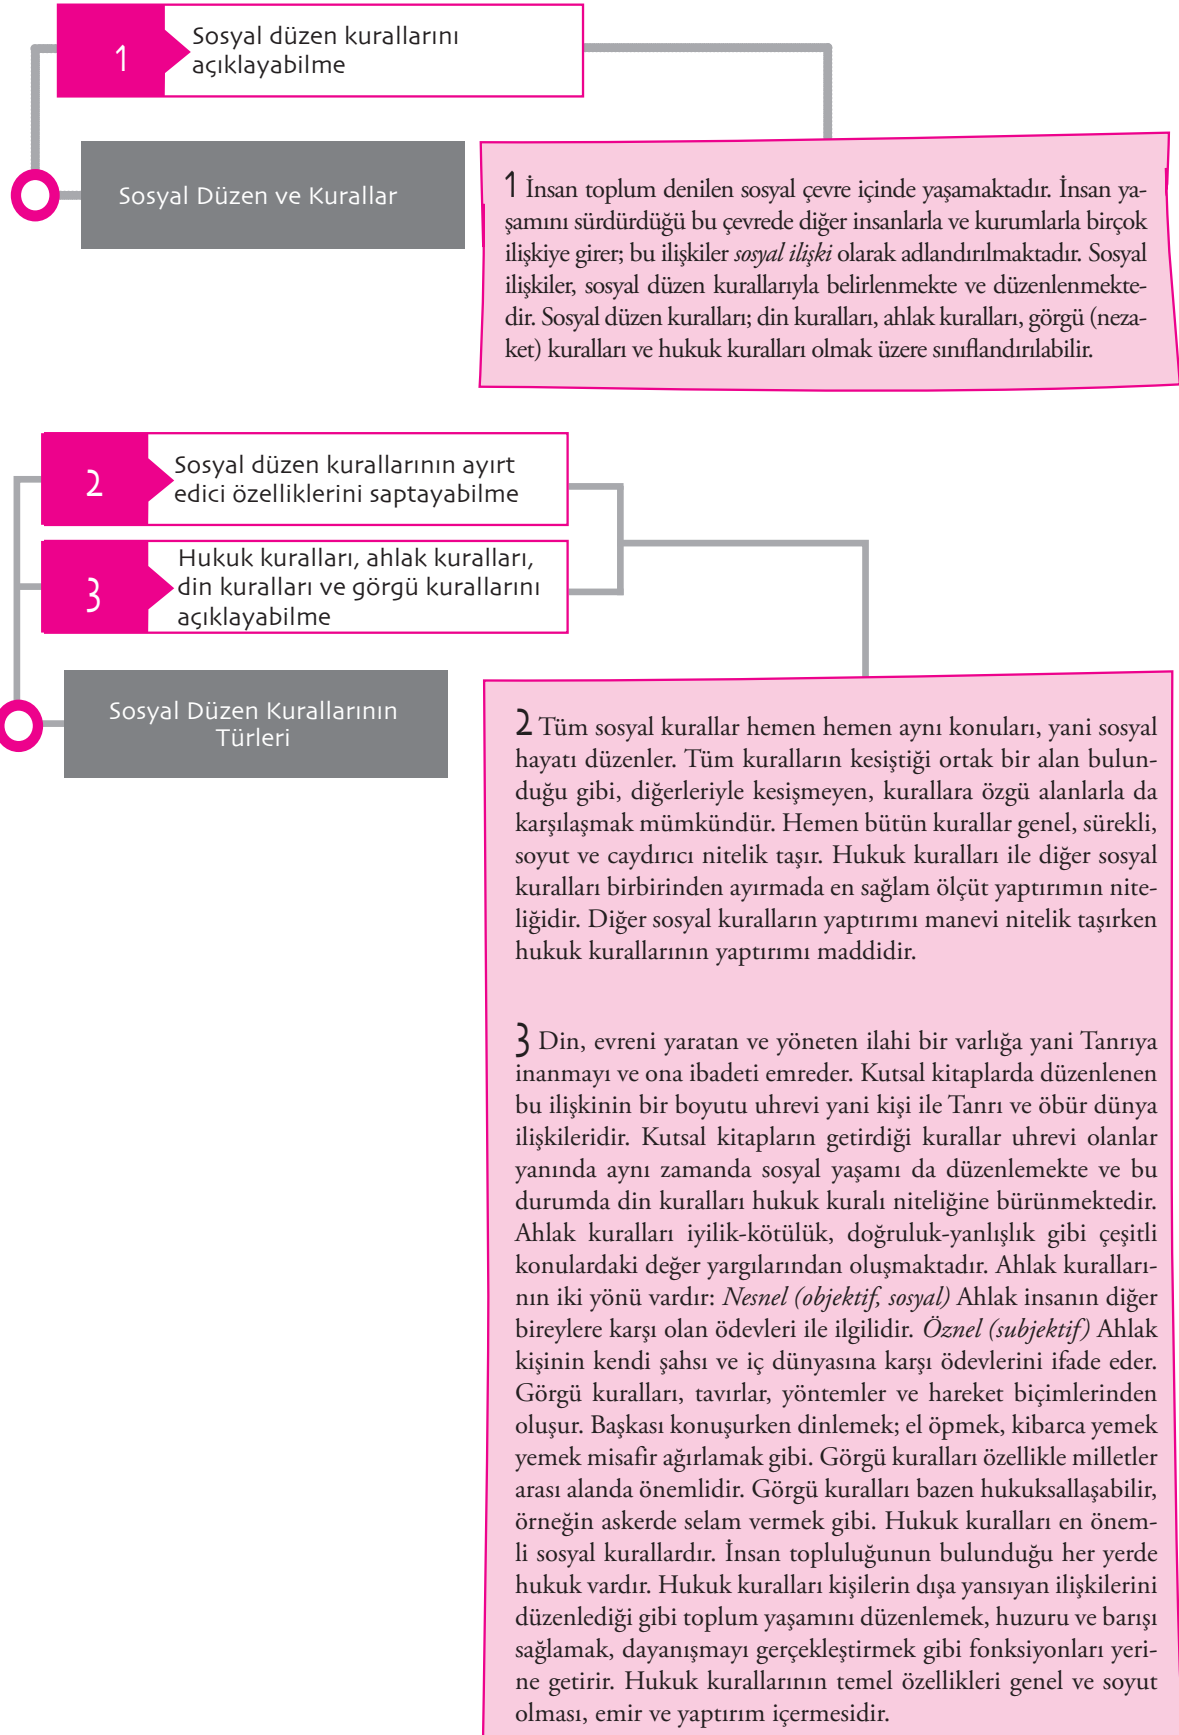 1
Sosyal düzen kurallarını
açıklayabilme
Sosyal Düzen ve Kurallar
1 İnsan toplum denilen sosyal çevre içinde yaşamaktadır. İnsan ya-
şamını sürdürdüğü bu çevrede diğer insanlarla ve kurumlarla birçok
ilişkiye girer; bu ilişkiler sosyal ilişki olarak adlandırılmaktadır. Sosyal
ilişkiler, sosyal düzen kurallarıyla belirlenmekte ve düzenlenmekte-
dir. Sosyal düzen kuralları; din kuralları, ahlak kuralları, görgü (neza-
ket) kuralları ve hukuk kuralları olmak üzere sınıflandırılabilir.
2
Sosyal düzen kurallarının ayırt
edici özelliklerini saptayabilme
3
Hukuk kuralları, ahlak kuralları,
din kuralları ve görgü kurallarını
açıklayabilme
Sosyal Düzen Kurallarının
Türleri
2 Tüm sosyal kurallar hemen hemen aynı konuları, yani sosyal
hayatı düzenler. Tüm kuralların kesiştiği ortak bir alan bulun-
duğu gibi, diğerleriyle kesişmeyen, kurallara özgü alanlarla da
karşılaşmak mümkündür. Hemen bütün kurallar genel, sürekli,
soyut ve caydırıcı nitelik taşır. Hukuk kuralları ile diğer sosyal
kuralları birbirinden ayırmada en sağlam ölçüt yaptırımın nite-
liğidir. Diğer sosyal kuralların yaptırımı manevi nitelik taşırken
hukuk kurallarının yaptırımı maddidir.
3 Din, evreni yaratan ve yöneten ilahi bir varlığa yani Tanrıya
inanmayı ve ona ibadeti emreder. Kutsal kitaplarda düzenlenen
bu ilişkinin bir boyutu uhrevi yani kişi ile Tanrı ve öbür dünya
ilişkileridir. Kutsal kitapların getirdiği kurallar uhrevi olanlar
yanında aynı zamanda sosyal yaşamı da düzenlemekte ve bu
durumda din kuralları hukuk kuralı niteliğine bürünmektedir.
Ahlak kuralları iyilik-kötülük, doğruluk-yanlışlık gibi çeşitli
konulardaki değer yargılarından oluşmaktadır. Ahlak kuralları-
nın iki yönü vardır: Nesnel (objektif, sosyal) Ahlak insanın diğer
bireylere karşı olan ödevleri ile ilgilidir. Öznel (subjektif) Ahlak
kişinin kendi şahsı ve iç dünyasına karşı ödevlerini ifade eder.
Görgü kuralları, tavırlar, yöntemler ve hareket biçimlerinden
oluşur. Başkası konuşurken dinlemek; el öpmek, kibarca yemek
yemek misafir ağırlamak gibi. Görgü kuralları özellikle milletler
arası alanda önemlidir. Görgü kuralları bazen hukuksallaşabilir,
örneğin askerde selam vermek gibi. Hukuk kuralları en önem-
li sosyal kurallardır. İnsan topluluğunun bulunduğu her yerde
hukuk vardır. Hukuk kuralları kişilerin dışa yansıyan ilişkilerini
düzenlediği gibi toplum yaşamını düzenlemek, huzuru ve barışı
sağlamak, dayanışmayı gerçekleştirmek gibi fonksiyonları yeri-
ne getirir. Hukuk kurallarının temel özellikleri genel ve soyut
olması, emir ve yaptırım içermesidir.